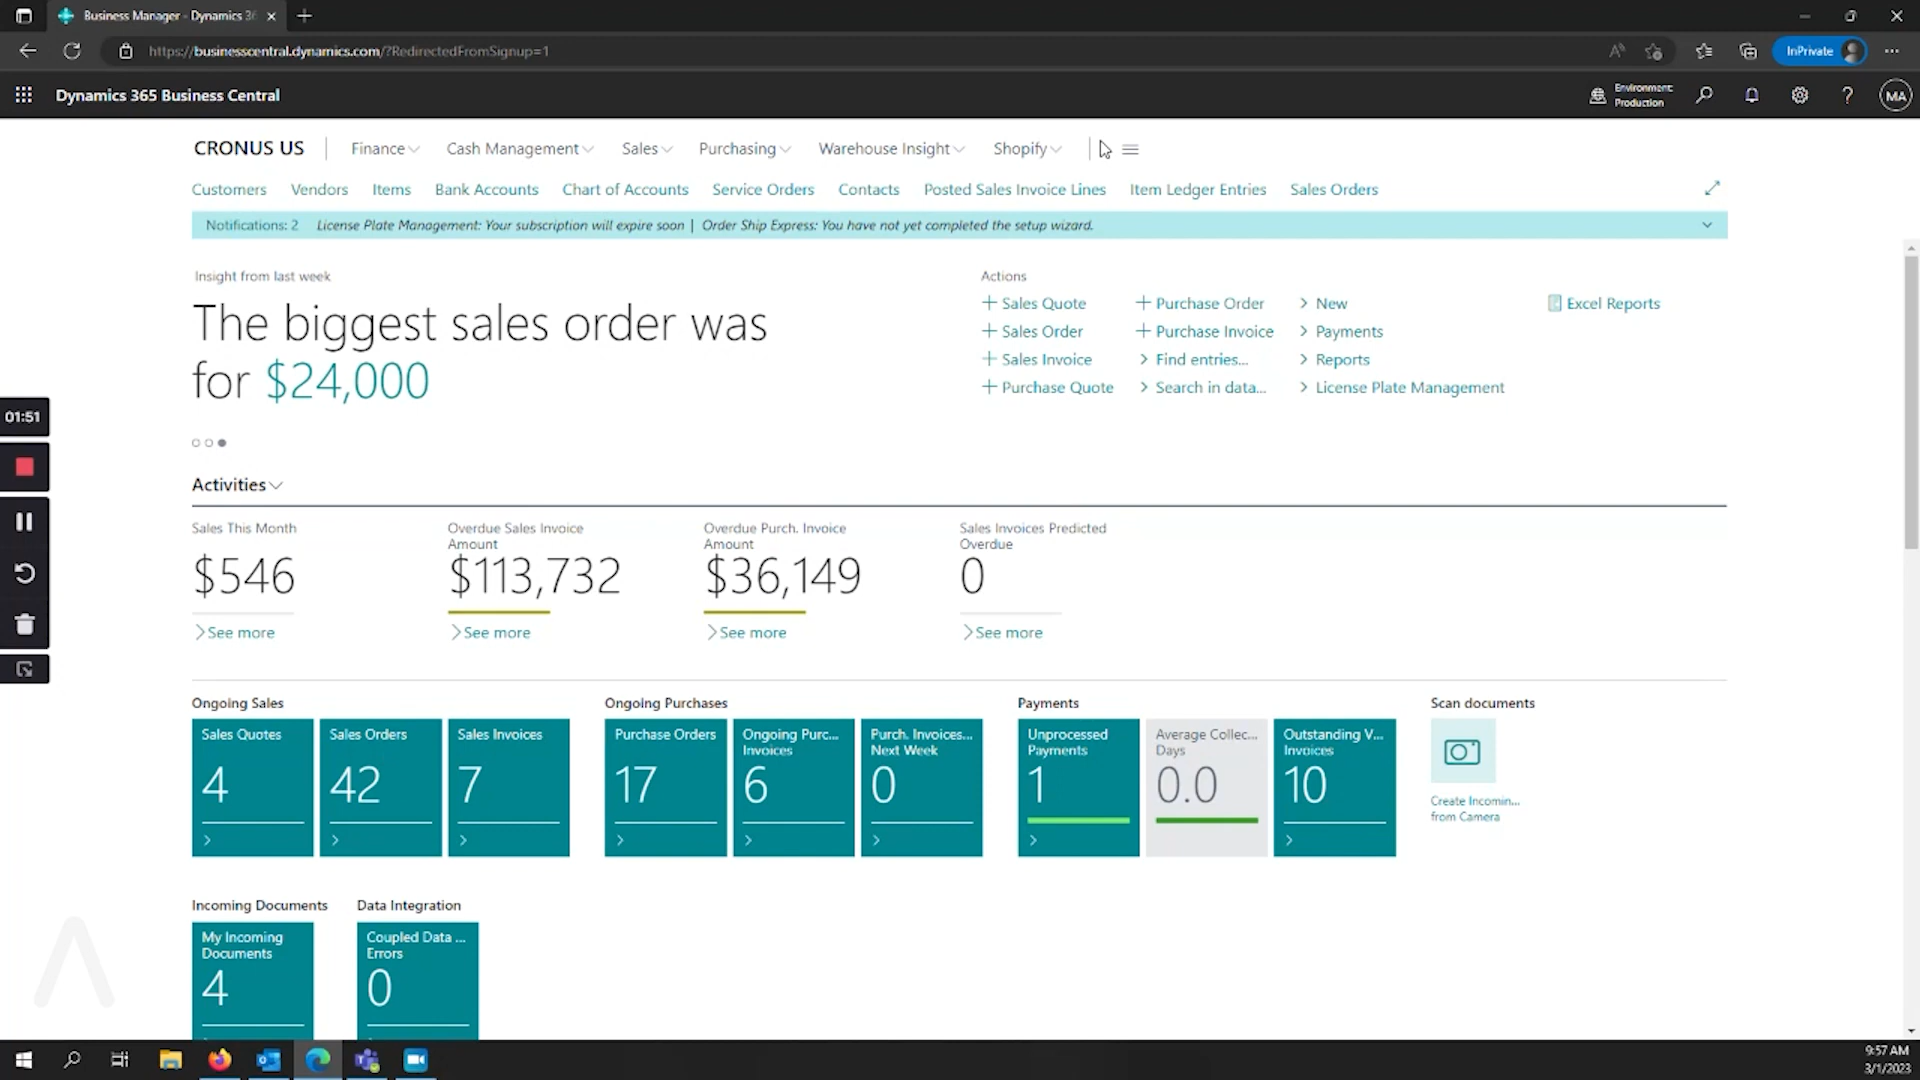 Business Manager - Dynamics 36
https://businesscentral.dynamics.com/?RedirectedFromSignup=1
InPrivate
Dynamics 365 Business Central
Environment:
Production
MA
CRONUS US
Finance
Cash Management
Sales
Purchasing
Warehouse Insight
Shopify
Customers
Vendors
Items
Bank Accounts
Chart of Accounts
Service Orders
Contacts
Posted Sales Invoice Lines
Item Ledger Entries
Sales Orders
Notifications: 2 License Plate Management: Your subscription will expire soon | Order Ship Express: You have not yet completed the setup wizard.
Insight from last week
The biggest sales order was
for $24,000
Actions
+ Sales Quote
+ Sales Order
+ Sales Invoice
+ Purchase Quote
+ Purchase Order
+ Purchase Invoice
> Find entries...
> Search in data...
> New
> Payments
> Reports
> License Plate Management
Excel Reports
01:51
Activities
Sales This Month
$546
>See more
Overdue Sales Invoice
Amount
$113,732
>See more
Overdue Purch. Invoice
Amount
$36,149
>See more
Sales Invoices Predicted
Overdue
0
>See more
Ongoing Sales
Sales Quotes
4
Sales Orders
42
Sales Invoices
7
Ongoing Purchases
Purchase Orders
17
Ongoing Purc...
Invoices
6
Purch. Invoices...
Next Week
0
Payments
Unprocessed
Payments
1
Average Collec...
Days
0.0
Outstanding V...
Invoices
10
Scan documents
Create Incomin...
from Camera
Incoming Documents
My Incoming
Documents
4
Data Integration
Coupled Data ...
Errors
0
9:57 AM
3/1/2023